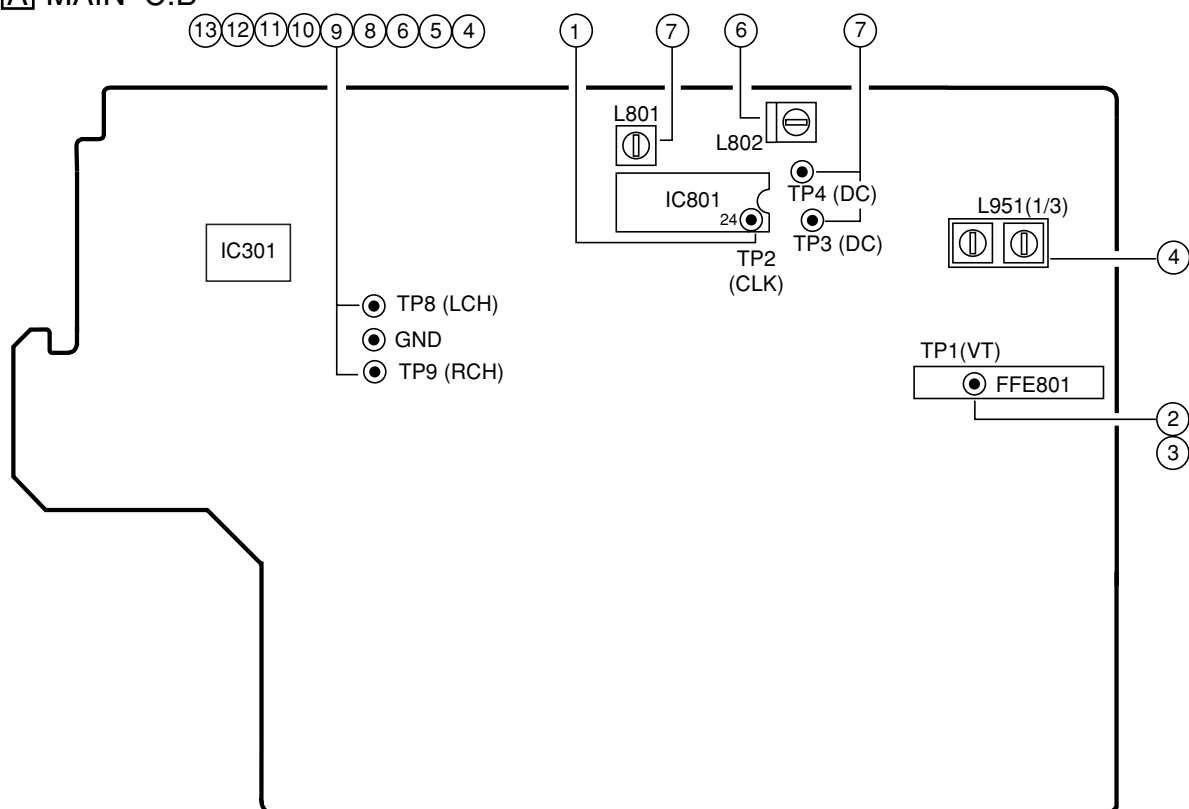 A MAIN C.B
13 12 11 10 9 8 6 5 4
1
7
6
7
L801
L802
IC801
24
TP4 (DC)
TP3 (DC)
TP2
(CLK)
L951(1/3)
4
IC301
TP8 (LCH)
GND
TP9 (RCH)
TP1(VT)
FFE801
2
3